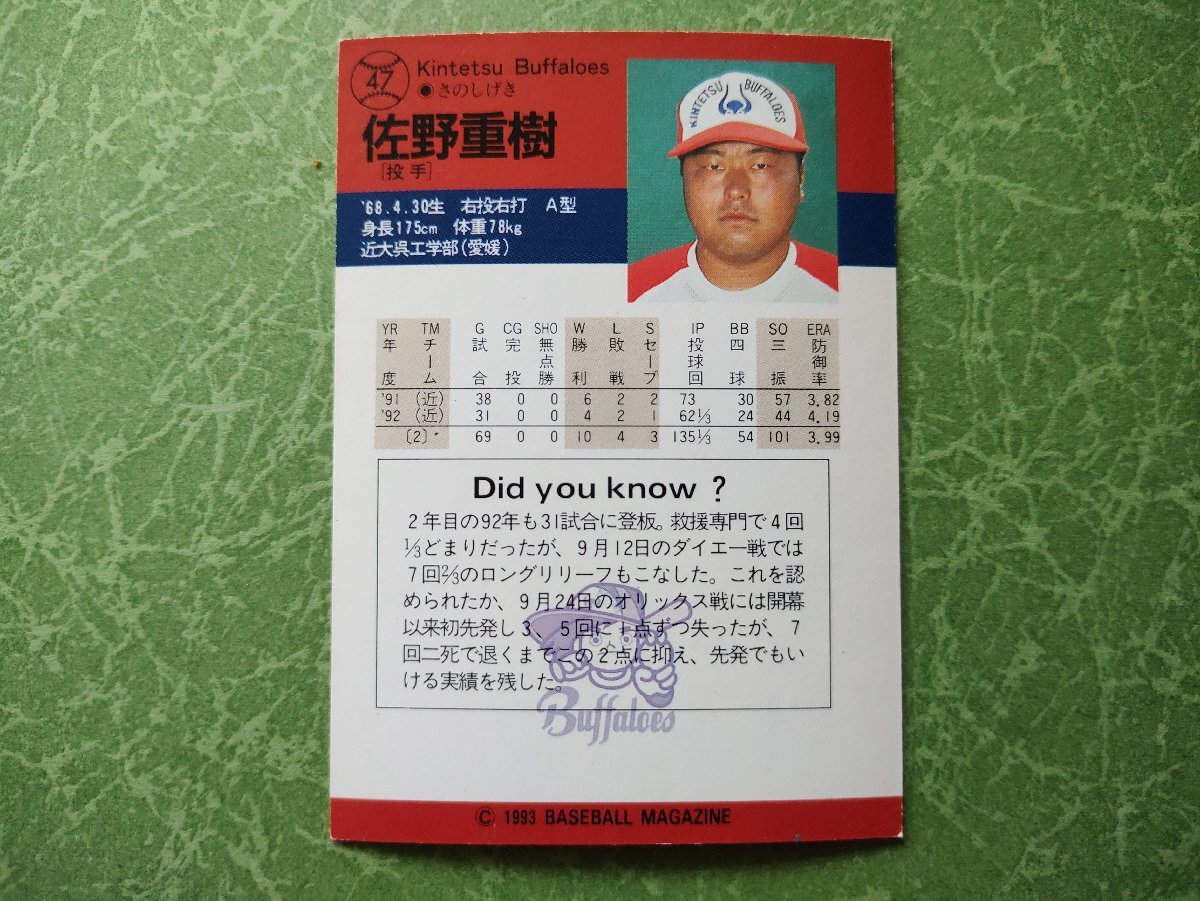 47
Kintetsu Buffaloes
●さのしげき
佐野重樹
[投手]
KINTETSU BUFFALOES
'68.4.30生 右投右打 A型
身長175cm 体重78kg
近大呉工学部(愛媛)
YR TM G CG SHO W L S IP BB SO ERA
年度 チーム 試合 完投 無点勝 勝利 敗戦 セーブ 投球回 四球 三振 防御率
'91 (近) 38 0 0 6 2 2 73 30 57 3.82
'92 (近) 31 0 0 4 2 1 62⅓ 24 44 4.19
〔2〕 69 0 0 10 4 3 135⅓ 54 101 3.99
Did you know ?
2年目の92年も31試合に登板。救援専門で4回
⅓どまりだったが、9月12日のダイエー戦では
7回⅔のロングリリーフもこなした。これを認
められたか、9月24日のオリックス戦には開幕
以来初先発し3、5回に1点ずつ失ったが、7
回二死で退くまでこの2点に抑え、先発でもい
ける実績を残した。
Buffaloes
© 1993 BASEBALL MAGAZINE